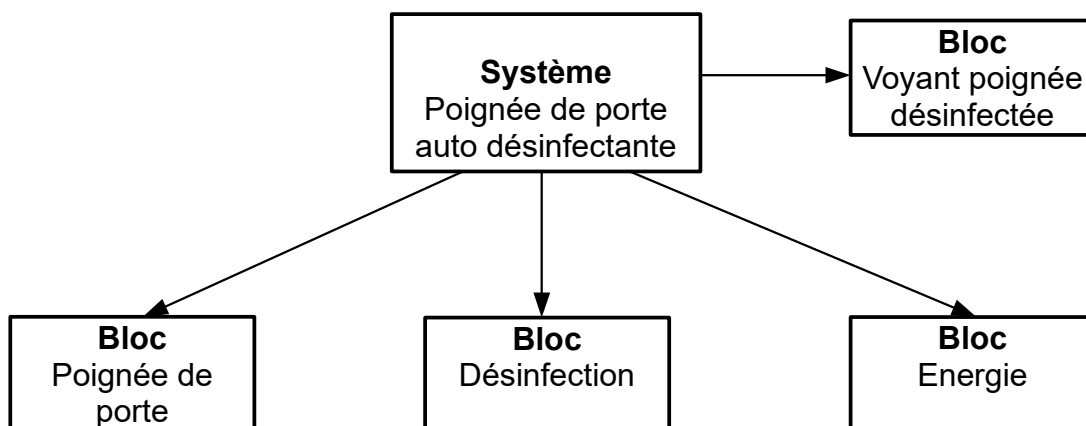 Système
Poignée de porte
auto désinfectante
Bloc
Voyant poignée
désinfectée
Bloc
Poignée de
porte
Bloc
Désinfection
Bloc
Energie